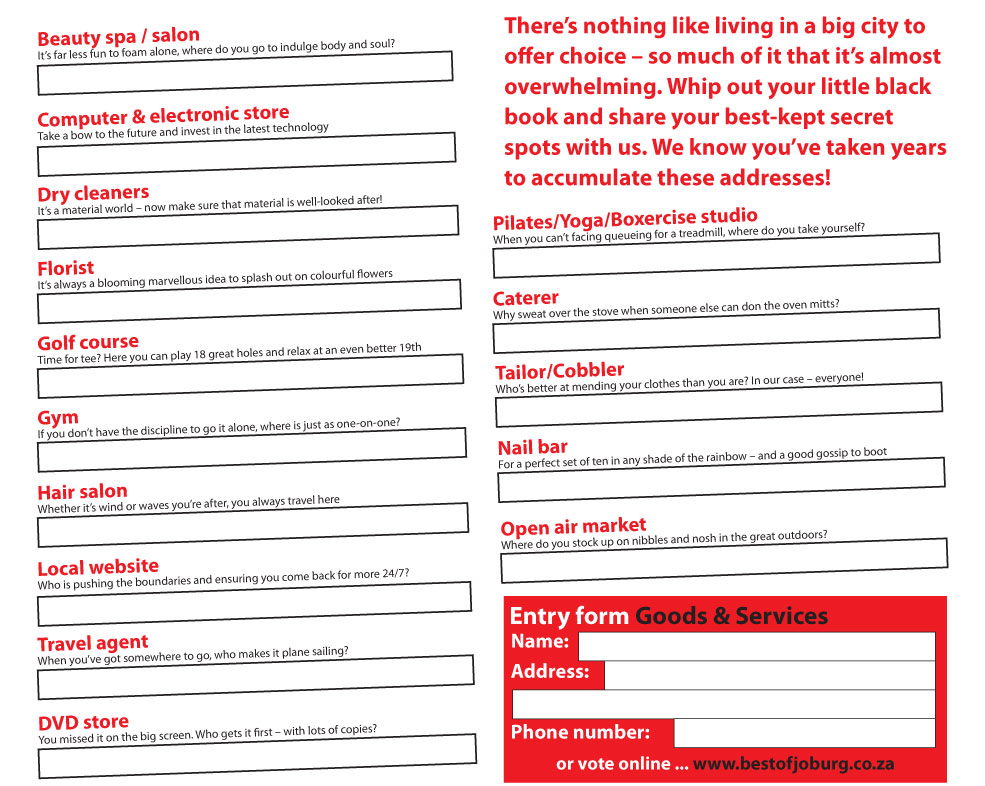 Beauty spa / salon
It's far less fun to foam alone, where do you go to indulge body and soul?
Computer & electronic store
Take a bow to the future and invest in the latest technology
Dry cleaners
It's a material world – now make sure that material is well-looked after!
Florist
It's always a blooming marvellous idea to splash out on colourful flowers
Golf course
Time for tee? Here you can play 18 great holes and relax at an even better 19th
Gym
If you don't have the discipline to go it alone, where is just as one-on-one?
Hair salon
Whether it's wind or waves you're after, you always travel here
Local website
Who is pushing the boundaries and ensuring you come back for more 24/7?
Travel agent
When you've got somewhere to go, who makes it plane sailing?
DVD store
You missed it on the big screen. Who gets it first – with lots of copies?
There's nothing like living in a big city to
offer choice – so much of it that it's almost
overwhelming. Whip out your little black
book and share your best-kept secret
spots with us. We know you've taken years
to accumulate these addresses!
Pilates/Yoga/Boxercise studio
When you can't facing queueing for a treadmill, where do you take yourself?
Caterer
Why sweat over the stove when someone else can don the oven mitts?
Tailor/Cobbler
Who's better at mending your clothes than you are? In our case – everyone!
Nail bar
For a perfect set of ten in any shade of the rainbow – and a good gossip to boot
Open air market
Where do you stock up on nibbles and nosh in the great outdoors?
Entry form Goods & Services
Name:
Address:
Phone number:
or vote online ... www.bestofjoburg.co.za